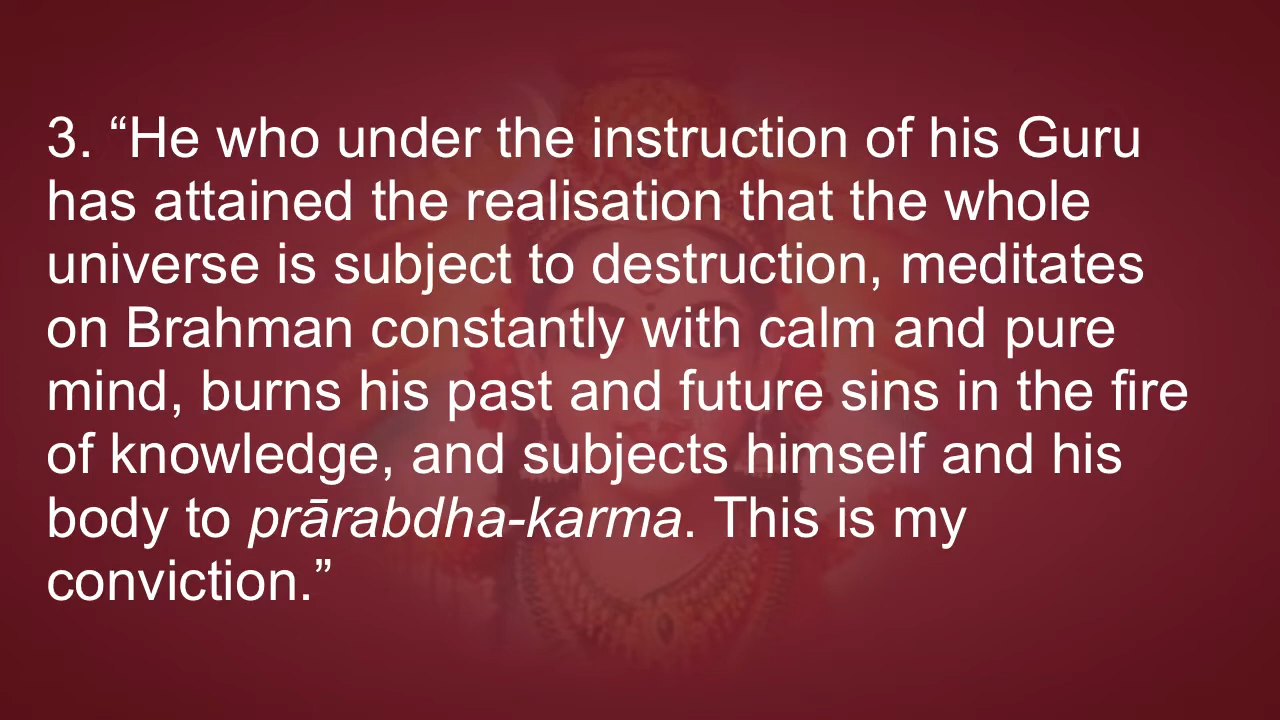 3. “He who under the instruction of his Guru
has attained the realisation that the whole
universe is subject to destruction, meditates
on Brahman constantly with calm and pure
mind, burns his past and future sins in the fire
of knowledge, and subjects himself and his
body to prārabdha-karma. This is my
conviction.”